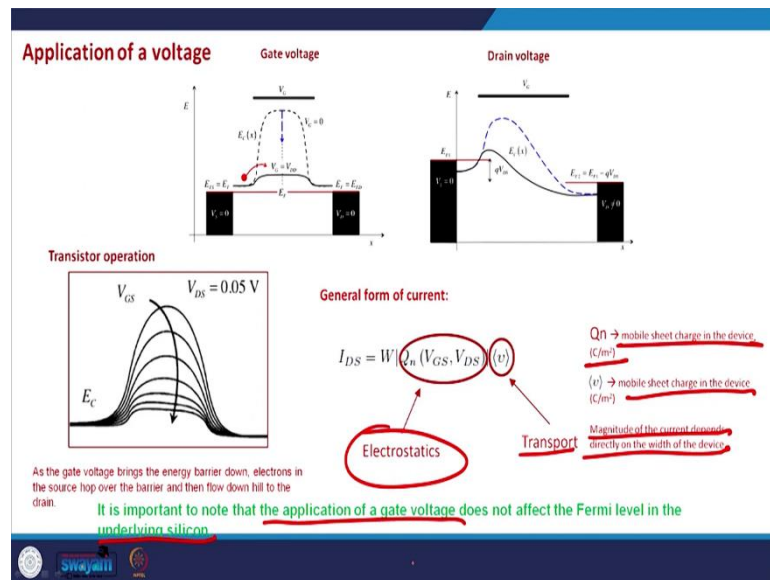 Application of a voltage
Gate voltage
Drain voltage
V_G
E
E_c(x)
V_G=0
V_G=V_DD
E_F
V_s=0
V_D=0
x
V_G
E
E_F1
E_c(x)
qV_DS
E_F2=E_F1-qV_DS
V_s=0
V_D≠0
x
Transistor operation
V_GS
V_DS = 0.05 V
E_C
General form of current:
I_DS = W|Q_n(V_GS, V_DS)|⟨υ⟩
Electrostatics
Transport
Qn → mobile sheet charge in the device
(C/m²)
⟨υ⟩ → mobile sheet charge in the device
(C/m²)
Magnitude of the current depend
directly on the width of the device
As the gate voltage brings the energy barrier down, electrons in
the source hop over the barrier and then flow down hill to the
drain.
It is important to note that the application of a gate voltage does not affect the Fermi level in the
underlying silicon
swayam